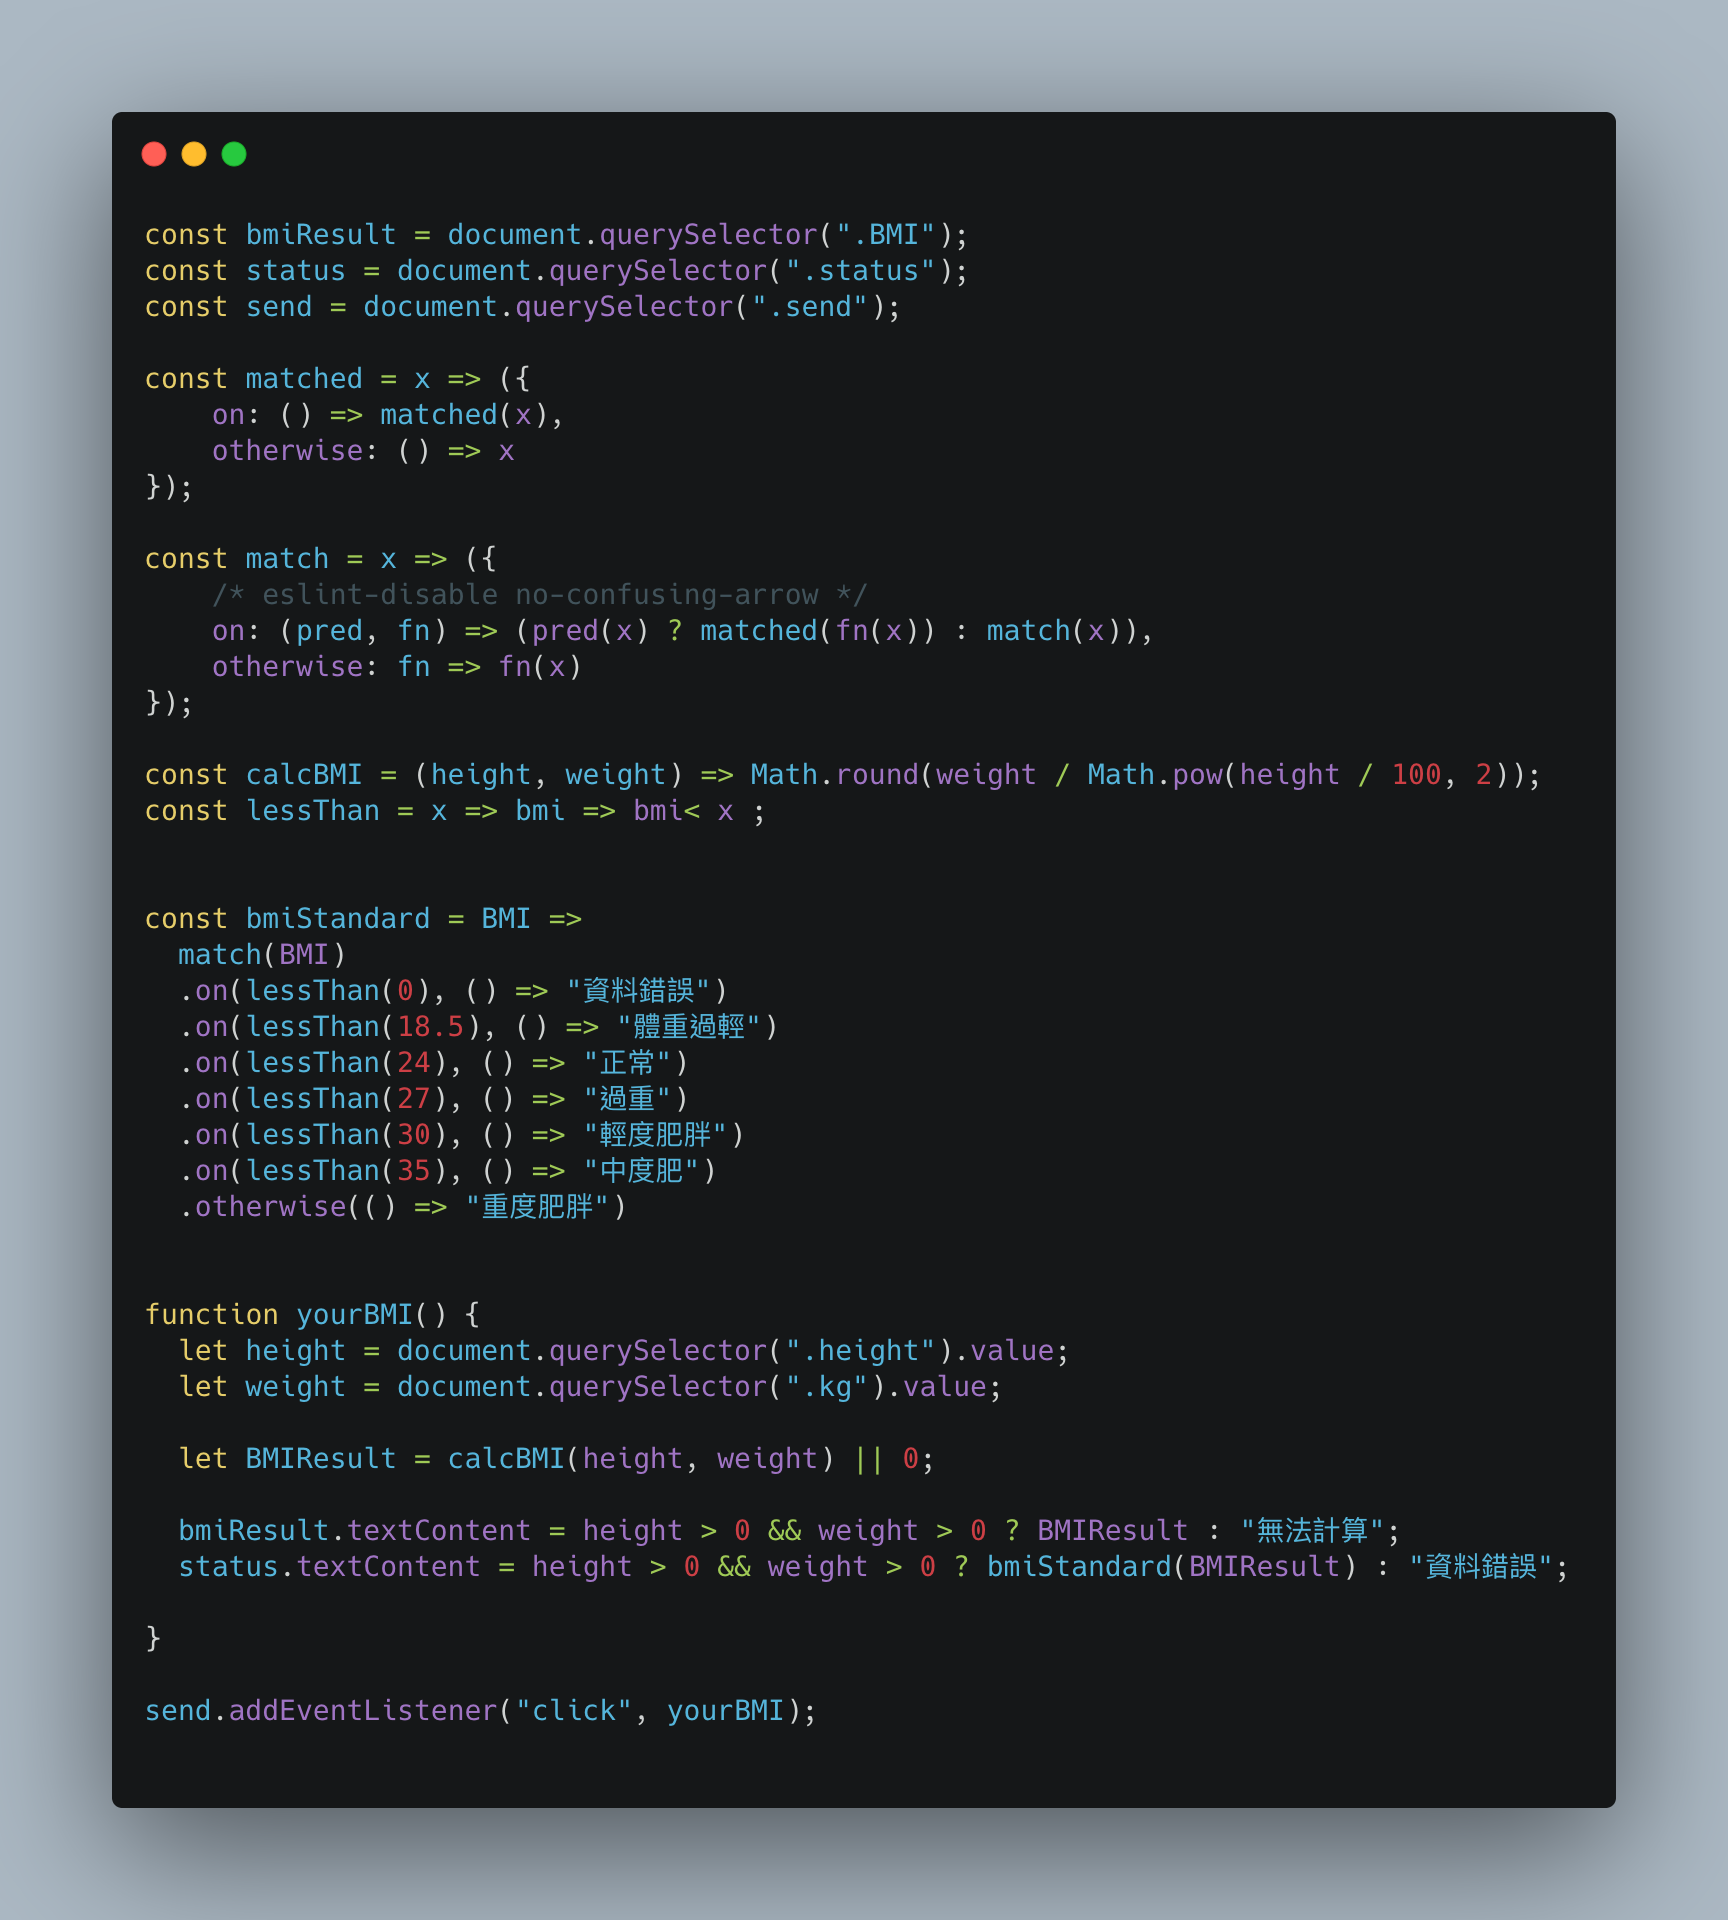 const bmiResult = document.querySelector(".BMI");
const status = document.querySelector(".status");
const send = document.querySelector(".send");

const matched = x => ({
    on: () => matched(x),
    otherwise: () => x
});

const match = x => ({
    /* eslint-disable no-confusing-arrow */
    on: (pred, fn) => (pred(x) ? matched(fn(x)) : match(x)),
    otherwise: fn => fn(x)
});

const calcBMI = (height, weight) => Math.round(weight / Math.pow(height / 100, 2));
const lessThan = x => bmi => bmi< x ;


const bmiStandard = BMI =>
  match(BMI)
  .on(lessThan(0), () => "資料錯誤")
  .on(lessThan(18.5), () => "體重過輕")
  .on(lessThan(24), () => "正常")
  .on(lessThan(27), () => "過重")
  .on(lessThan(30), () => "輕度肥胖")
  .on(lessThan(35), () => "中度肥")
  .otherwise(() => "重度肥胖")


function yourBMI() {
  let height = document.querySelector(".height").value;
  let weight = document.querySelector(".kg").value;

  let BMIResult = calcBMI(height, weight) || 0;

  bmiResult.textContent = height > 0 && weight > 0 ? BMIResult : "無法計算";
  status.textContent = height > 0 && weight > 0 ? bmiStandard(BMIResult) : "資料錯誤";

}

send.addEventListener("click", yourBMI);